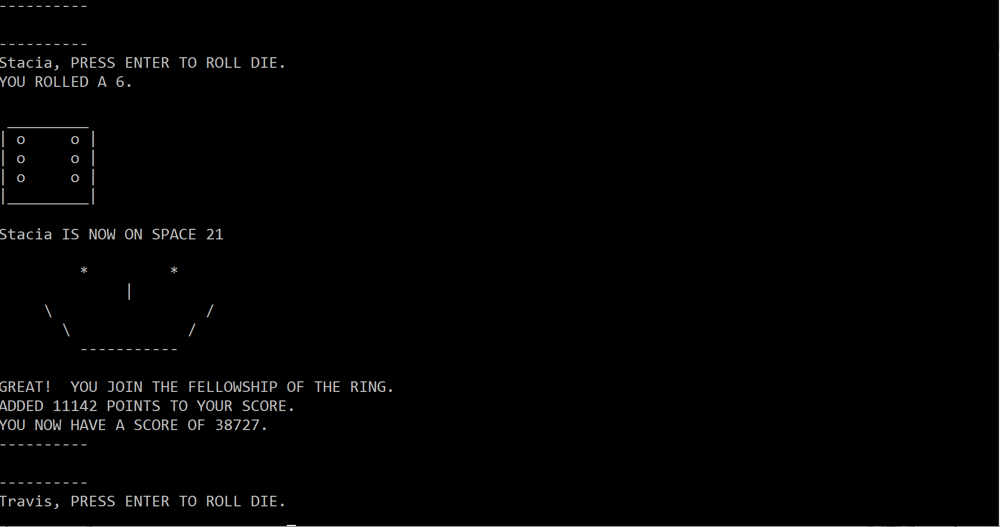 ----------
----------
Stacia, PRESS ENTER TO ROLL DIE.
YOU ROLLED A 6.
 _________
| o     o |
| o     o |
| o     o |
|_________|
Stacia IS NOW ON SPACE 21
         *         *
              |
     \                 /
       \             /
         -----------
GREAT!  YOU JOIN THE FELLOWSHIP OF THE RING.
ADDED 11142 POINTS TO YOUR SCORE.
YOU NOW HAVE A SCORE OF 38727.
----------
----------
Travis, PRESS ENTER TO ROLL DIE.